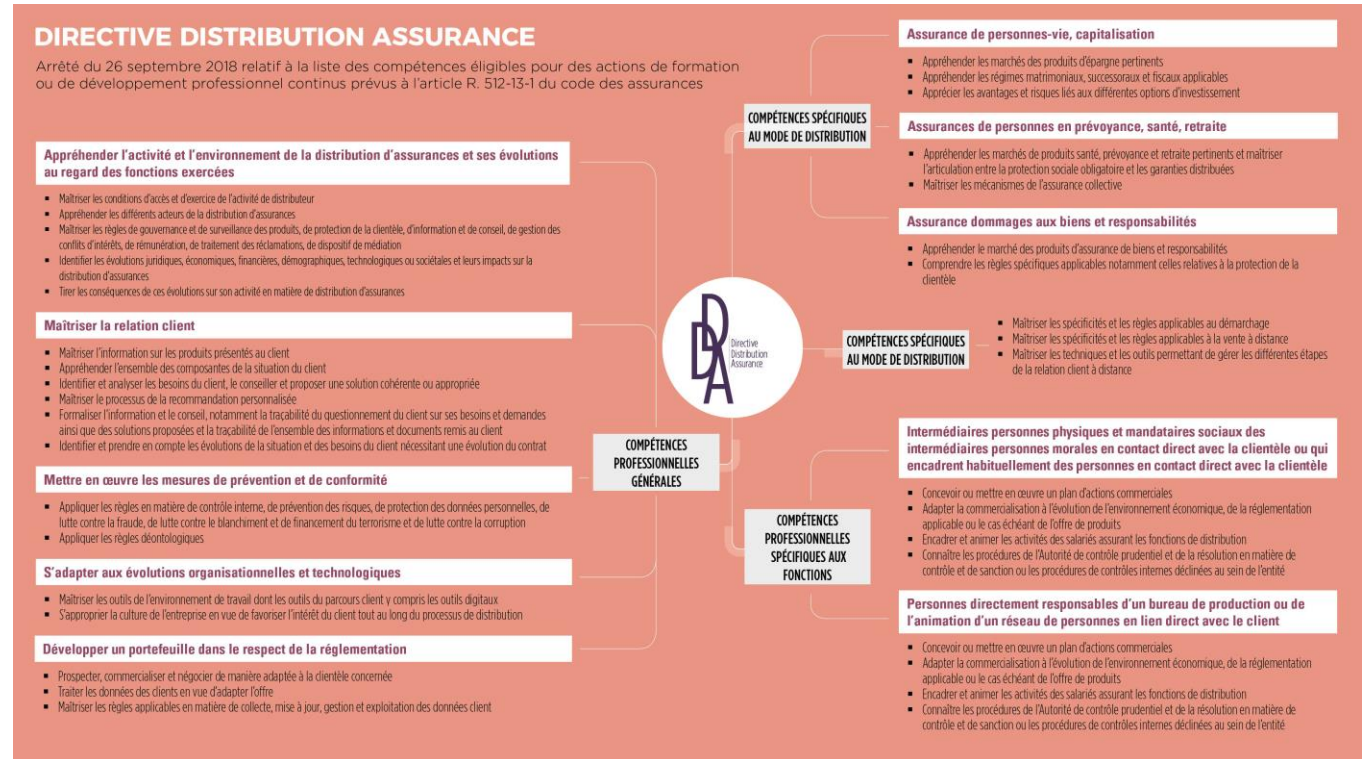 DIRECTIVE DISTRIBUTION ASSURANCE
Arrêté du 26 septembre 2018 relatif à la liste des compétences éligibles pour des actions de formation
ou de développement professionnel continus prévus à l'article R. 512-13-1 du code des assurances
Appréhender l'activité et l'environnement de la distribution d'assurances et ses évolutions
au regard des fonctions exercées
▪ Maîtriser les conditions d'accès et d'exercice de l'activité de distributeur
▪ Appréhender les différents acteurs de la distribution d'assurances
▪ Maîtriser les règles de gouvernance et de surveillance des produits, de protection de la clientèle, d'information et de conseil, de gestion des
conflits d'intérêts, de rémunération, de traitement des réclamations, de dispositif de médiation
▪ Identifier les évolutions juridiques, économiques, financières, démographiques, technologiques ou sociétales et leurs impacts sur la
distribution d'assurances
▪ Tirer les conséquences de ces évolutions sur son activité en matière de distribution d'assurances
Maîtriser la relation client
▪ Maîtriser l'information sur les produits présentés au client
▪ Appréhender l'ensemble des composantes de la situation du client
▪ Identifier et analyser les besoins du client, le conseiller et proposer une solution cohérente ou appropriée
▪ Maîtriser le processus de la recommandation personnalisée
▪ Formaliser l'information et le conseil, notamment la traçabilité du questionnement du client sur ses besoins et demandes
ainsi que des solutions proposées et la traçabilité de l'ensemble des informations et documents remis au client
▪ Identifier et prendre en compte les évolutions de la situation et des besoins du client nécessitant une évolution du contrat
Mettre en œuvre les mesures de prévention et de conformité
▪ Appliquer les règles en matière de contrôle interne, de prévention des risques, de protection des données personnelles, de
lutte contre la fraude, de lutte contre le blanchiment et de financement du terrorisme et de lutte contre la corruption
▪ Appliquer les règles déontologiques
S'adapter aux évolutions organisationnelles et technologiques
▪ Maîtriser les outils de l'environnement de travail dont les outils du parcours client y compris les outils digitaux
▪ S'approprier la culture de l'entreprise en vue de favoriser l'intérêt du client tout au long du processus de distribution
Développer un portefeuille dans le respect de la réglementation
▪ Prospecter, commercialiser et négocier de manière adaptée à la clientèle concernée
▪ Traiter les données des clients en vue d'adapter l'offre
▪ Maîtriser les règles applicables en matière de collecte, mise à jour, gestion et exploitation des données client
COMPÉTENCES
PROFESSIONNELLES
GÉNÉRALES
DDA
Directive
Distribution
Assurance
COMPÉTENCES SPÉCIFIQUES
AU MODE DE DISTRIBUTION
Assurance de personnes-vie, capitalisation
▪ Appréhender les marchés des produits d'épargne pertinents
▪ Appréhender les régimes matrimoniaux, successoraux et fiscaux applicables
▪ Apprécier les avantages et risques liés aux différentes options d'investissement
Assurances de personnes en prévoyance, santé, retraite
▪ Appréhender les marchés de produits santé, prévoyance et retraite pertinents et maîtriser
l'articulation entre la protection sociale obligatoire et les garanties distribuées
▪ Maîtriser les mécanismes de l'assurance collective
Assurance dommages aux biens et responsabilités
▪ Appréhender le marché des produits d'assurance de biens et responsabilités
▪ Comprendre les règles spécifiques applicables notamment celles relatives à la protection de la
clientèle
COMPÉTENCES SPÉCIFIQUES
AU MODE DE DISTRIBUTION
▪ Maîtriser les spécificités et les règles applicables au démarchage
▪ Maîtriser les spécificités et les règles applicables à la vente à distance
▪ Maîtriser les techniques et les outils permettant de gérer les différentes étapes
de la relation client à distance
COMPÉTENCES
PROFESSIONNELLES
SPÉCIFIQUES AUX
FONCTIONS
Intermédiaires personnes physiques et mandataires sociaux des
intermédiaires personnes morales en contact direct avec la clientèle ou qui
encadrent habituellement des personnes en contact direct avec la clientèle
▪ Concevoir ou mettre en œuvre un plan d'actions commerciales
▪ Adapter la commercialisation à l'évolution de l'environnement économique, de la réglementation
applicable ou le cas échéant de l'offre de produits
▪ Encadrer et animer les activités des salariés assurant les fonctions de distribution
▪ Connaître les procédures de l'Autorité de contrôle prudentiel et de la résolution en matière de
contrôle et de sanction ou les procédures de contrôles internes déclinées au sein de l'entité
Personnes directement responsables d'un bureau de production ou de
l'animation d'un réseau de personnes en lien direct avec le client
▪ Concevoir ou mettre en œuvre un plan d'actions commerciales
▪ Adapter la commercialisation à l'évolution de l'environnement économique, de la réglementation
applicable ou le cas échéant de l'offre de produits
▪ Encadrer et animer les activités des salariés assurant les fonctions de distribution
▪ Connaître les procédures de l'Autorité de contrôle prudentiel et de la résolution en matière de
contrôle et de sanction ou les procédures de contrôles internes déclinées au sein de l'entité